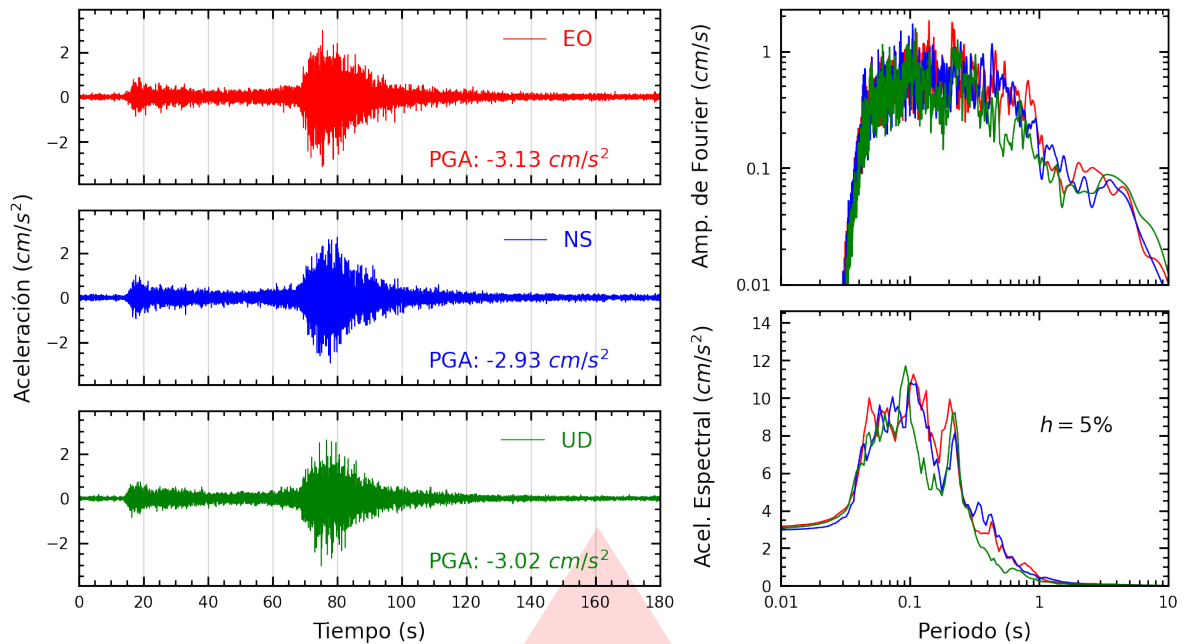 Aceleración (cm/s²)
2
0
−2
EO
PGA: -3.13 cm/s²
2
0
−2
NS
PGA: -2.93 cm/s²
2
0
−2
UD
PGA: -3.02 cm/s²
0 20 40 60 80 100 120 140 160 180
Tiempo (s)
Amp. de Fourier (cm/s)
1
0.1
0.01
Acel. Espectral (cm/s²)
14
12
10
8
6
4
2
0
h = 5%
0.01 0.1 1 10
Periodo (s)